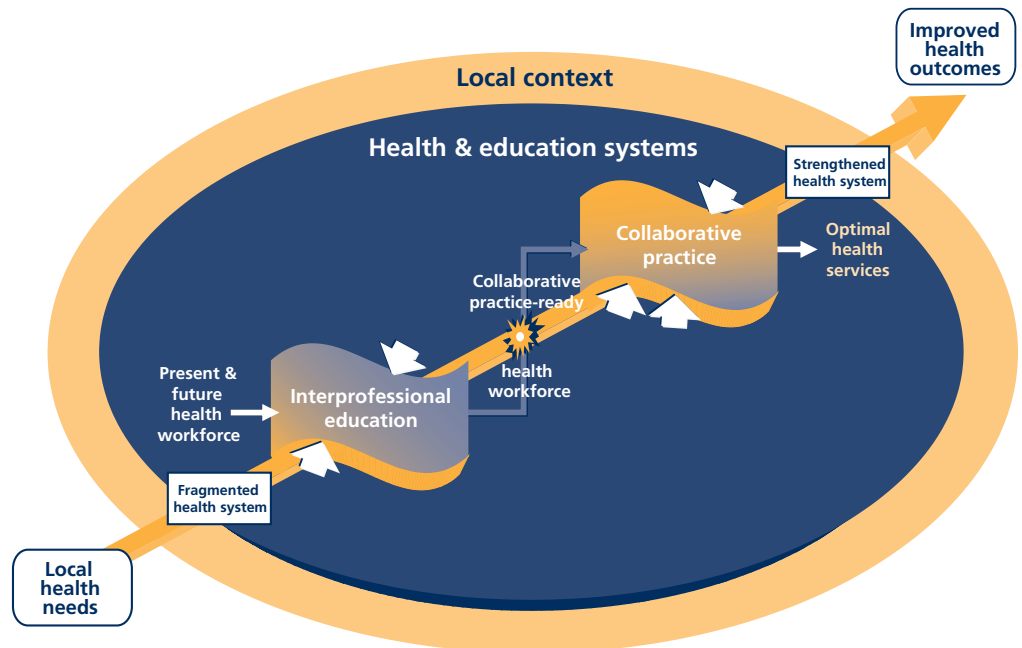 Improved
health
outcomes
Local context
Health & education systems
Strengthened
health system
Collaborative
practice
Optimal
health
services
Collaborative
practice-ready
health
workforce
Present &
future
health
workforce
Interprofessional
education
Fragmented
health system
Local
health
needs